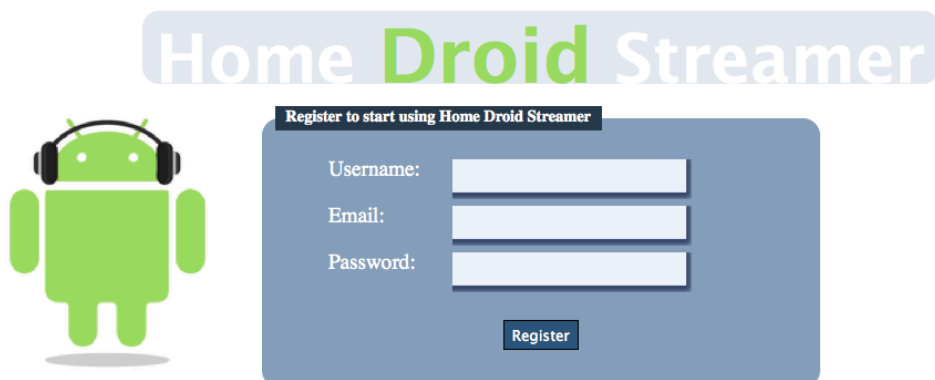 Home Droid Streamer
Register to start using Home Droid Streamer
Username:
Email:
Password:
Register